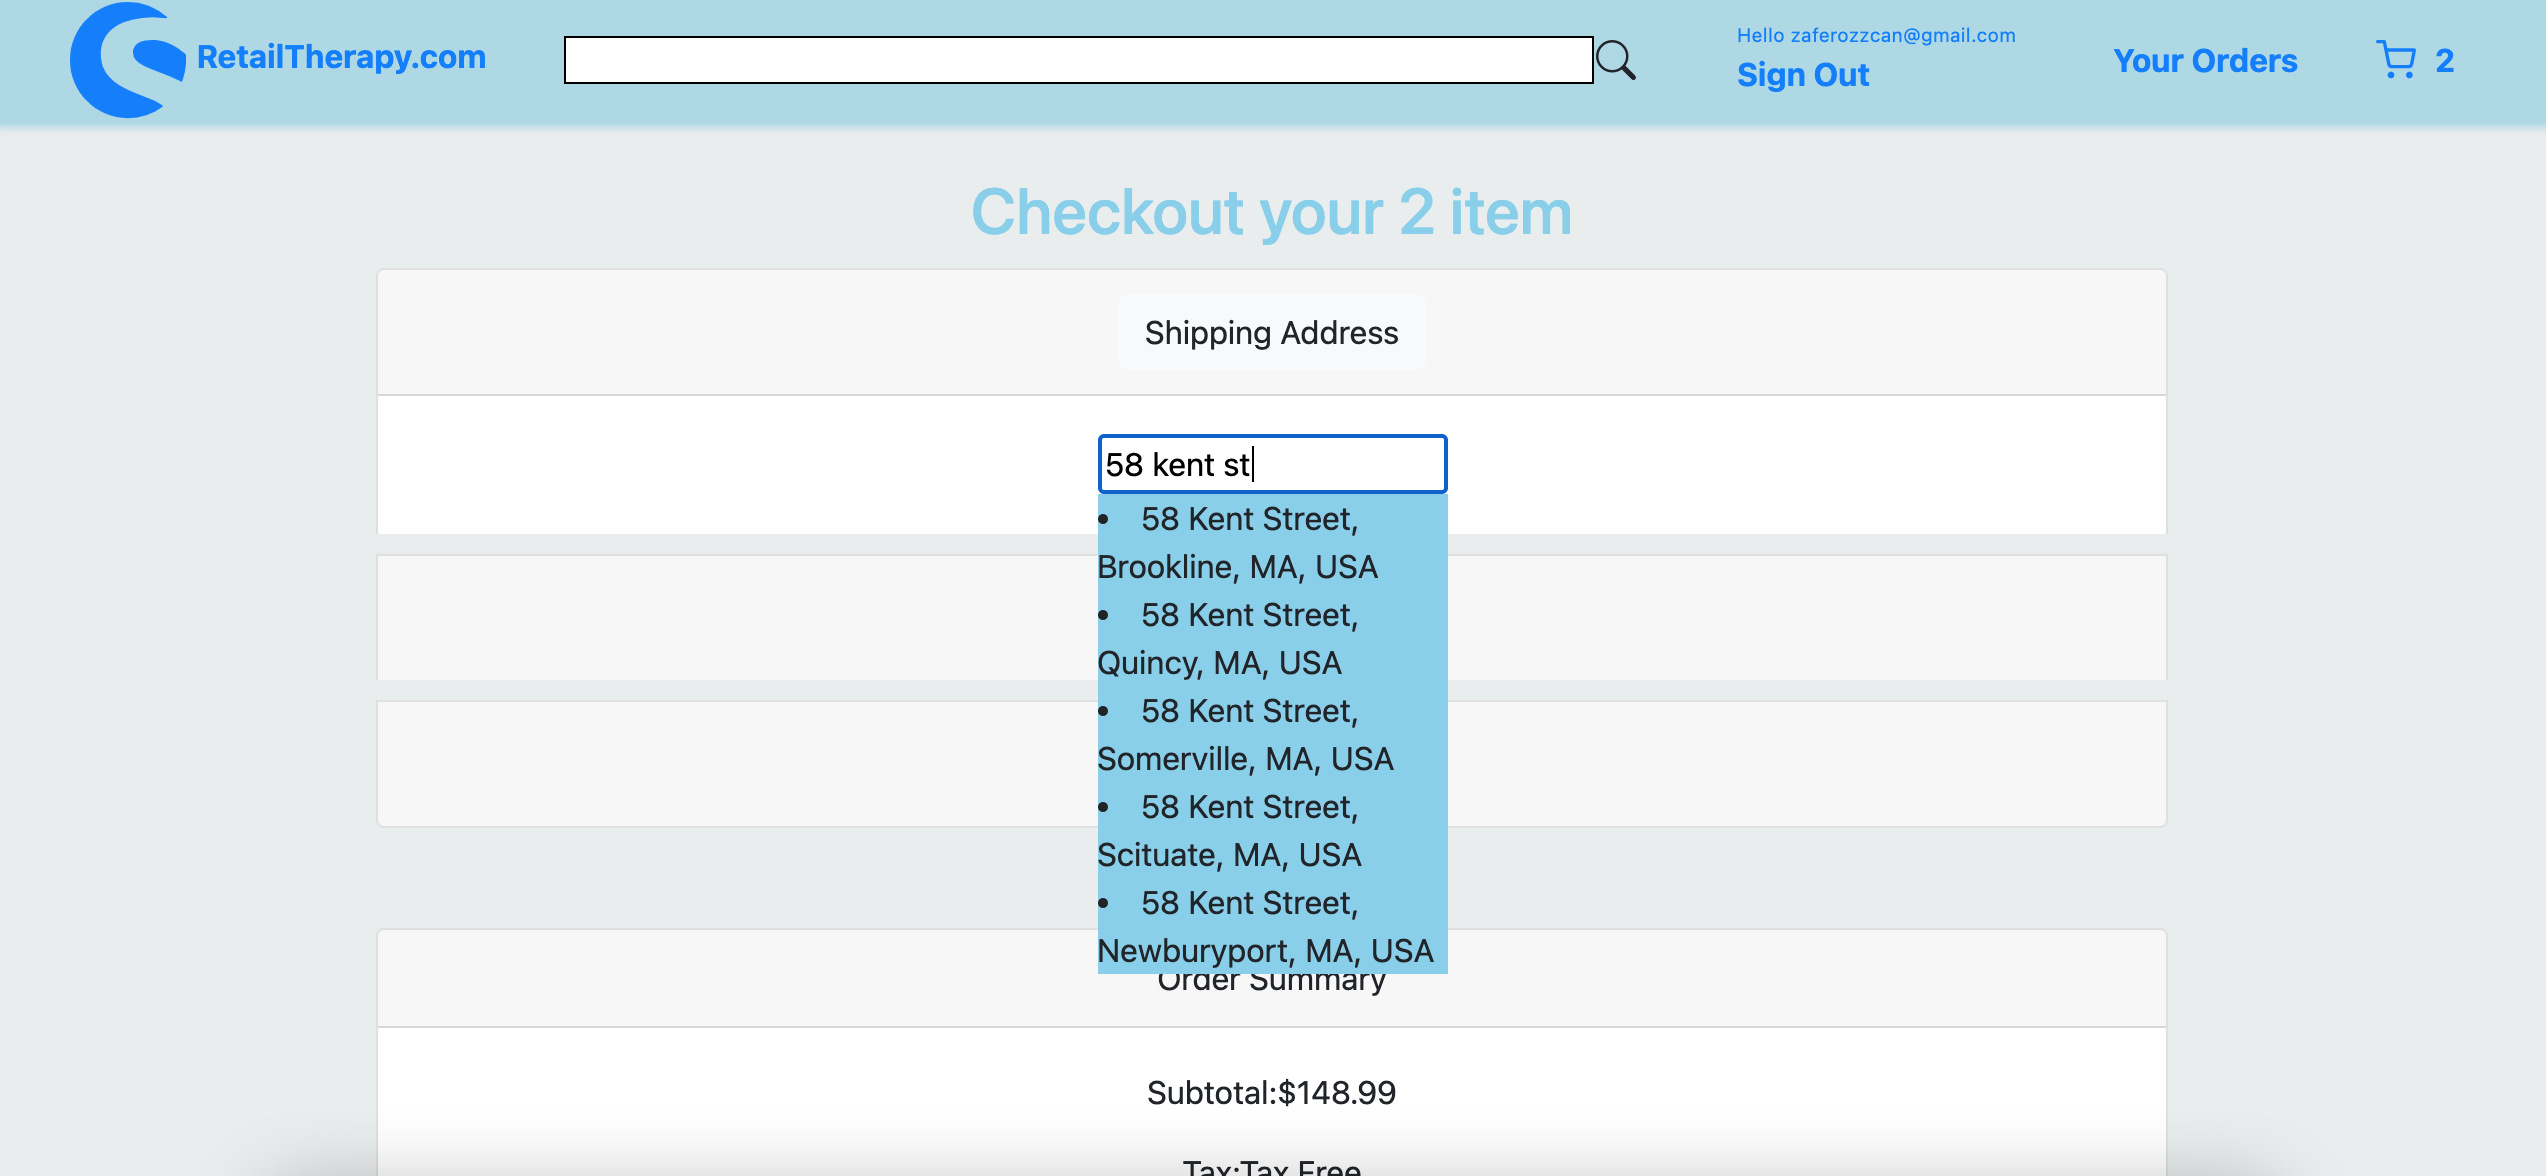 RetailTherapy.com
Hello zaferozzcan@gmail.com
Sign Out
Your Orders
2
Checkout your 2 item
Shipping Address
58 kent st
• 58 Kent Street,
Brookline, MA, USA
• 58 Kent Street,
Quincy, MA, USA
• 58 Kent Street,
Somerville, MA, USA
• 58 Kent Street,
Scituate, MA, USA
• 58 Kent Street,
Newburyport, MA, USA
Order Summary
Subtotal:$148.99
Tax:Tax Free